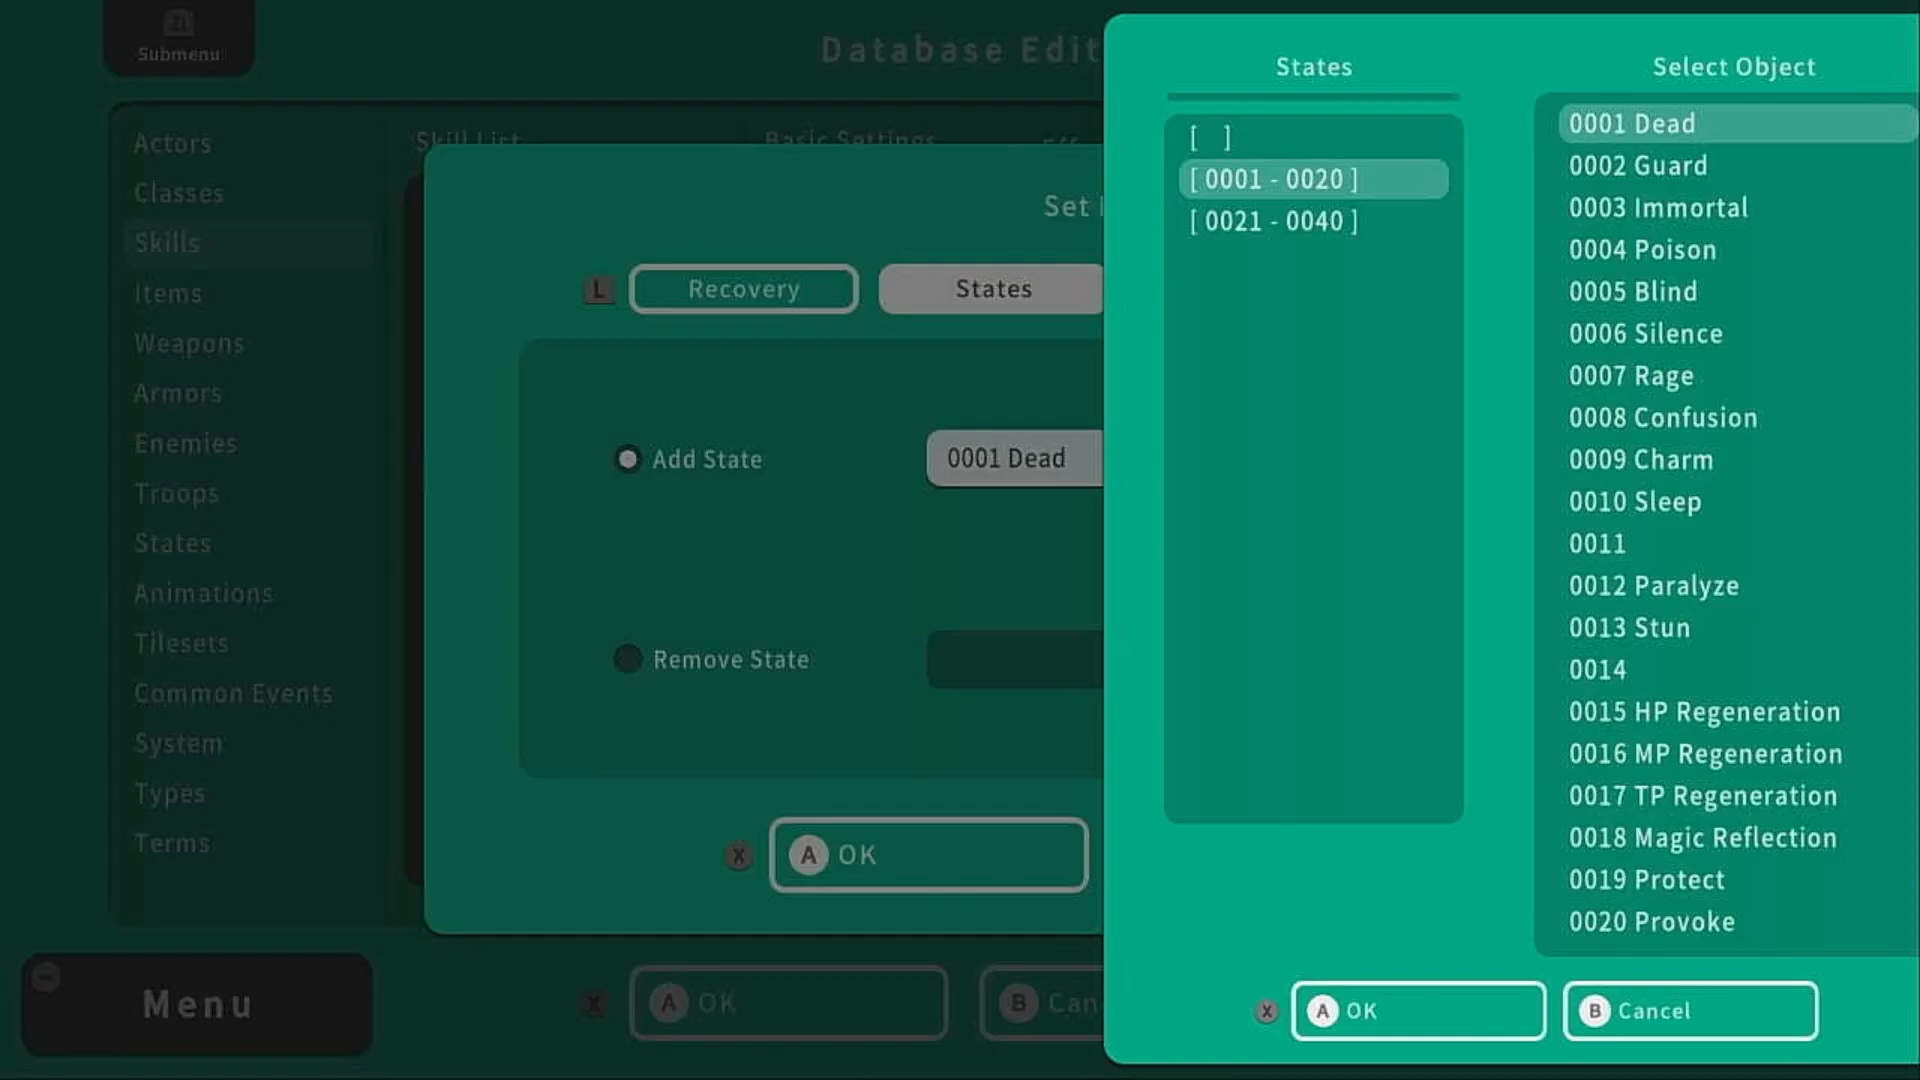 Submenu
Database Edit
Actors
Classes
Skills
Items
Weapons
Armors
Enemies
Troops
States
Animations
Tilesets
Common Events
System
Types
Terms
Skill List
Basic Settings
Set
L
Recovery
States
Add State
0001 Dead
Remove State
X
A OK
Menu
X
A OK
B Can
States
[ ]
[ 0001 - 0020 ]
[ 0021 - 0040 ]
Select Object
0001 Dead
0002 Guard
0003 Immortal
0004 Poison
0005 Blind
0006 Silence
0007 Rage
0008 Confusion
0009 Charm
0010 Sleep
0011
0012 Paralyze
0013 Stun
0014
0015 HP Regeneration
0016 MP Regeneration
0017 TP Regeneration
0018 Magic Reflection
0019 Protect
0020 Provoke
X
A OK
B Cancel